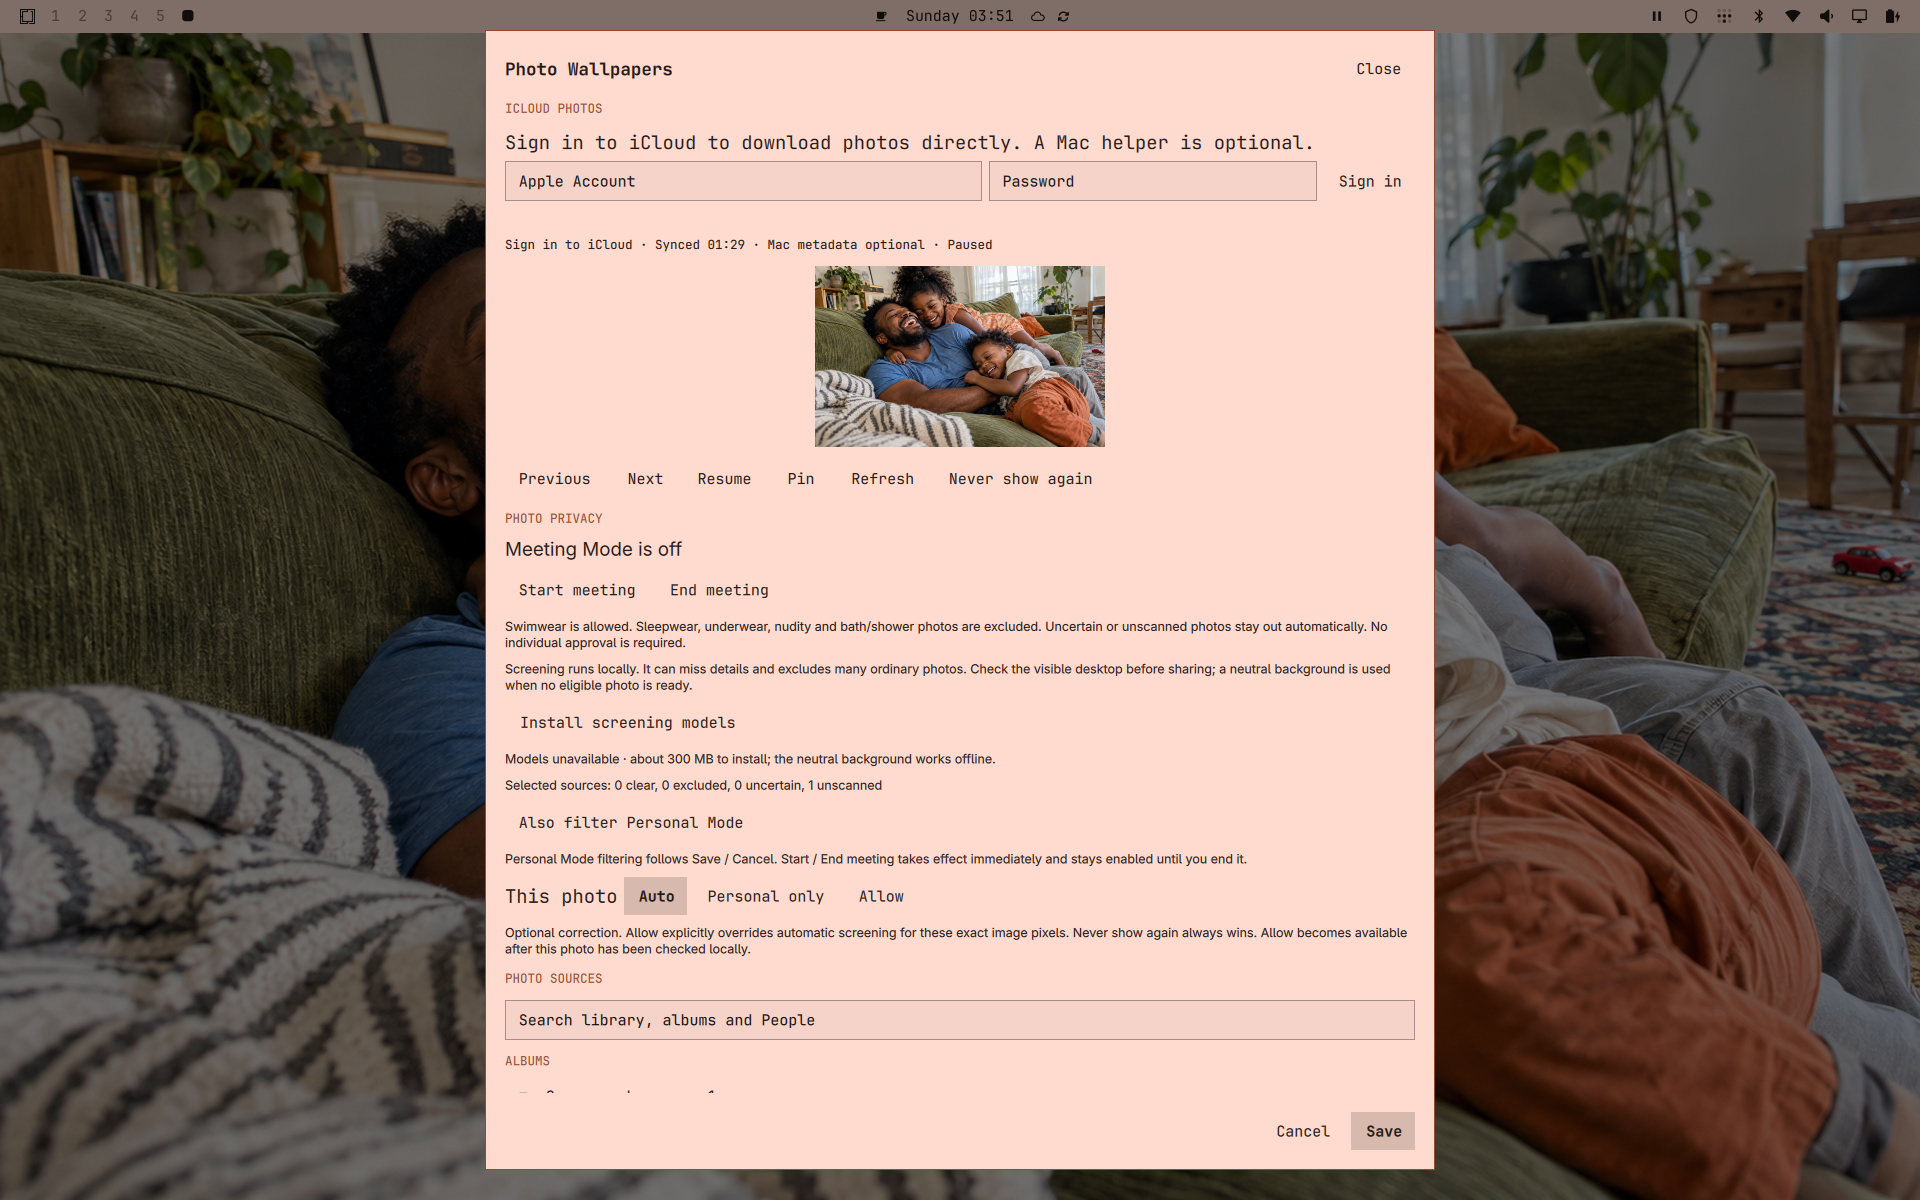 1 2 3 4 5
Sunday 03:51
Photo Wallpapers
Close
ICLOUD PHOTOS
Sign in to iCloud to download photos directly. A Mac helper is optional.
Apple Account
Password
Sign in
Sign in to iCloud · Synced 01:29 · Mac metadata optional · Paused
Previous
Next
Resume
Pin
Refresh
Never show again
PHOTO PRIVACY
Meeting Mode is off
Start meeting
End meeting
Swimwear is allowed. Sleepwear, underwear, nudity and bath/shower photos are excluded. Uncertain or unscanned photos stay out automatically. No
individual approval is required.
Screening runs locally. It can miss details and excludes many ordinary photos. Check the visible desktop before sharing; a neutral background is used
when no eligible photo is ready.
Install screening models
Models unavailable · about 300 MB to install; the neutral background works offline.
Selected sources: 0 clear, 0 excluded, 0 uncertain, 1 unscanned
Also filter Personal Mode
Personal Mode filtering follows Save / Cancel. Start / End meeting takes effect immediately and stays enabled until you end it.
This photo
Auto
Personal only
Allow
Optional correction. Allow explicitly overrides automatic screening for these exact image pixels. Never show again always wins. Allow becomes available
after this photo has been checked locally.
PHOTO SOURCES
Search library, albums and People
ALBUMS
Cancel
Save